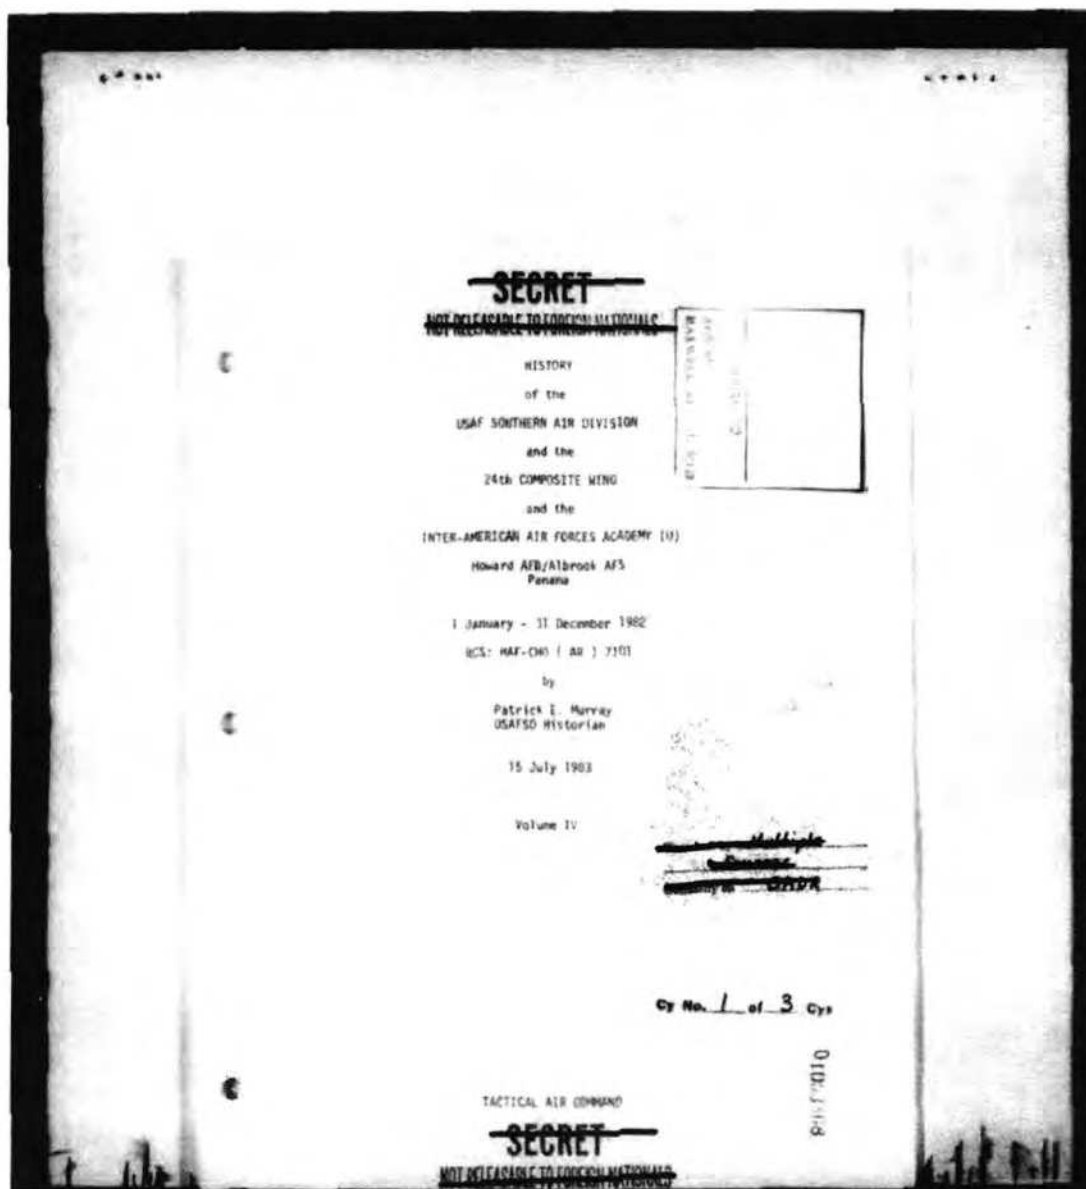 SECRET
NOT RELEASABLE TO FOREIGN NATIONALS
HISTORY
of the
USAF SOUTHERN AIR DIVISION
and the
24th COMPOSITE WING
and the
INTER-AMERICAN AIR FORCES ACADEMY (U)
Howard AFB/Albrook AFS
Panama
1 January - 31 December 1982
RCS: HAF-CHO ( AR ) 7101
by
Patrick I. Murray
USAFSO Historian
15 July 1983
Volume IV
Multiple
OADR
Cy No. 1 of 3 Cys
TACTICAL AIR COMMAND
SECRET
NOT RELEASABLE TO FOREIGN NATIONALS